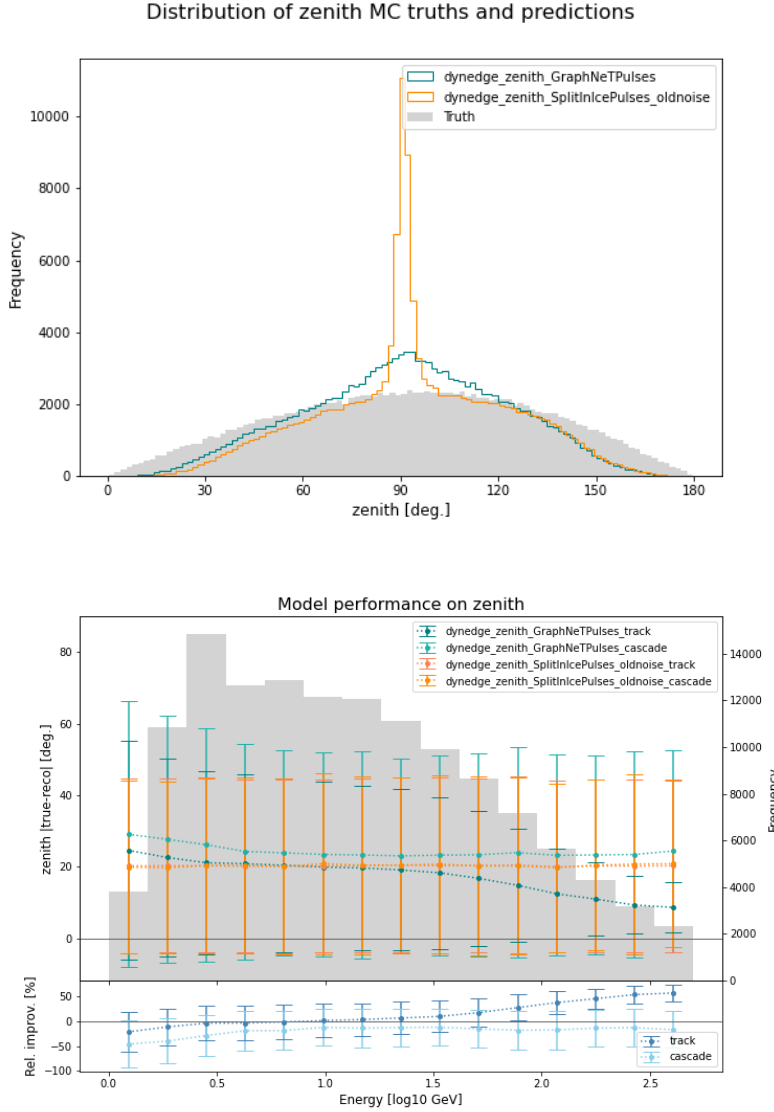 Distribution of zenith MC truths and predictions
dynedge_zenith_GraphNeTPulses
dynedge_zenith_SplitInIcePulses_oldnoise
Truth
10000
8000
6000
4000
2000
0
Frequency
0 30 60 90 120 150 180
zenith [deg.]
Model performance on zenith
dynedge_zenith_GraphNeTPulses_track
dynedge_zenith_GraphNeTPulses_cascade
dynedge_zenith_SplitInIcePulses_oldnoise_track
dynedge_zenith_SplitInIcePulses_oldnoise_cascade
80
60
40
20
0
zenith |true-reco| [deg.]
14000
12000
10000
8000
6000
4000
2000
0
Frequency
50
0
−50
−100
Rel. improv. [%]
track
cascade
0.0 0.5 1.0 1.5 2.0 2.5
Energy [log10 GeV]